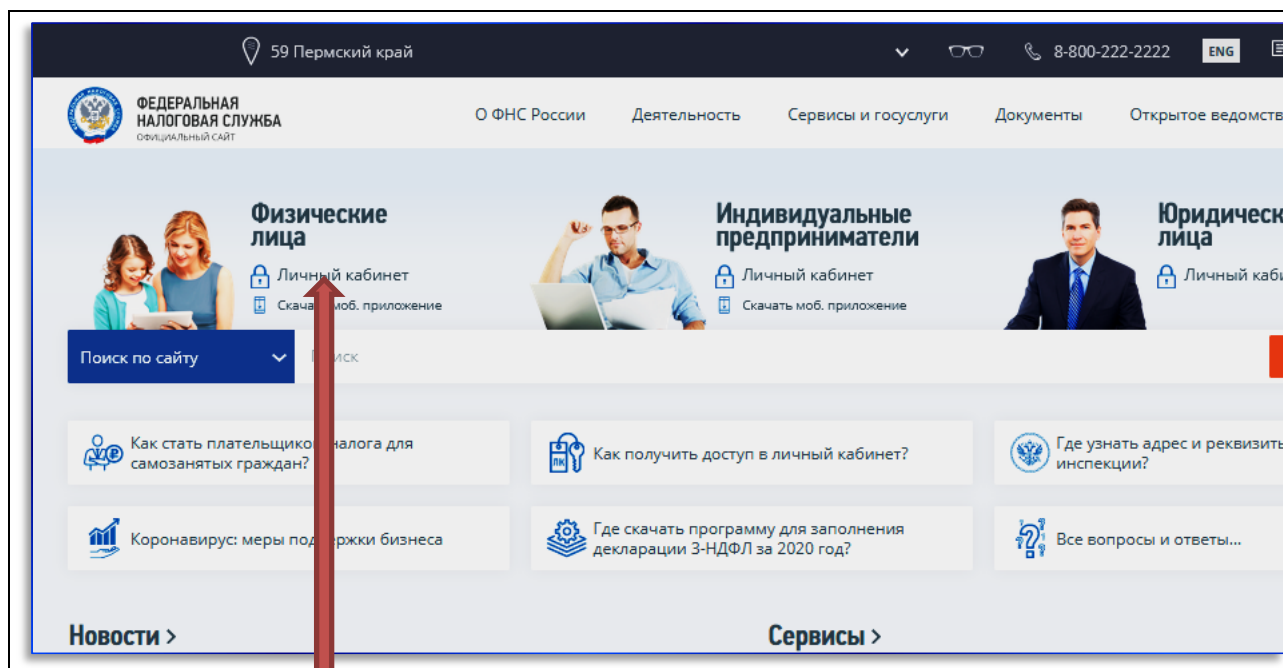 59 Пермский край
8-800-222-2222
ENG
ФЕДЕРАЛЬНАЯ
НАЛОГОВАЯ СЛУЖБА
ОФИЦИАЛЬНЫЙ САЙТ
О ФНС России
Деятельность
Сервисы и госуслуги
Документы
Открытое ведомств
Физические
лица
Личный кабинет
Скачать моб. приложение
Индивидуальные
предприниматели
Личный кабинет
Скачать моб. приложение
Юридическ
лица
Личный каби
Поиск по сайту
Поиск
Как стать плательщиком налога для
самозанятых граждан?
Как получить доступ в личный кабинет?
Где узнать адрес и реквизиты
инспекции?
Коронавирус: меры поддержки бизнеса
Где скачать программу для заполнения
декларации 3-НДФЛ за 2020 год?
Все вопросы и ответы...
Новости >
Сервисы >